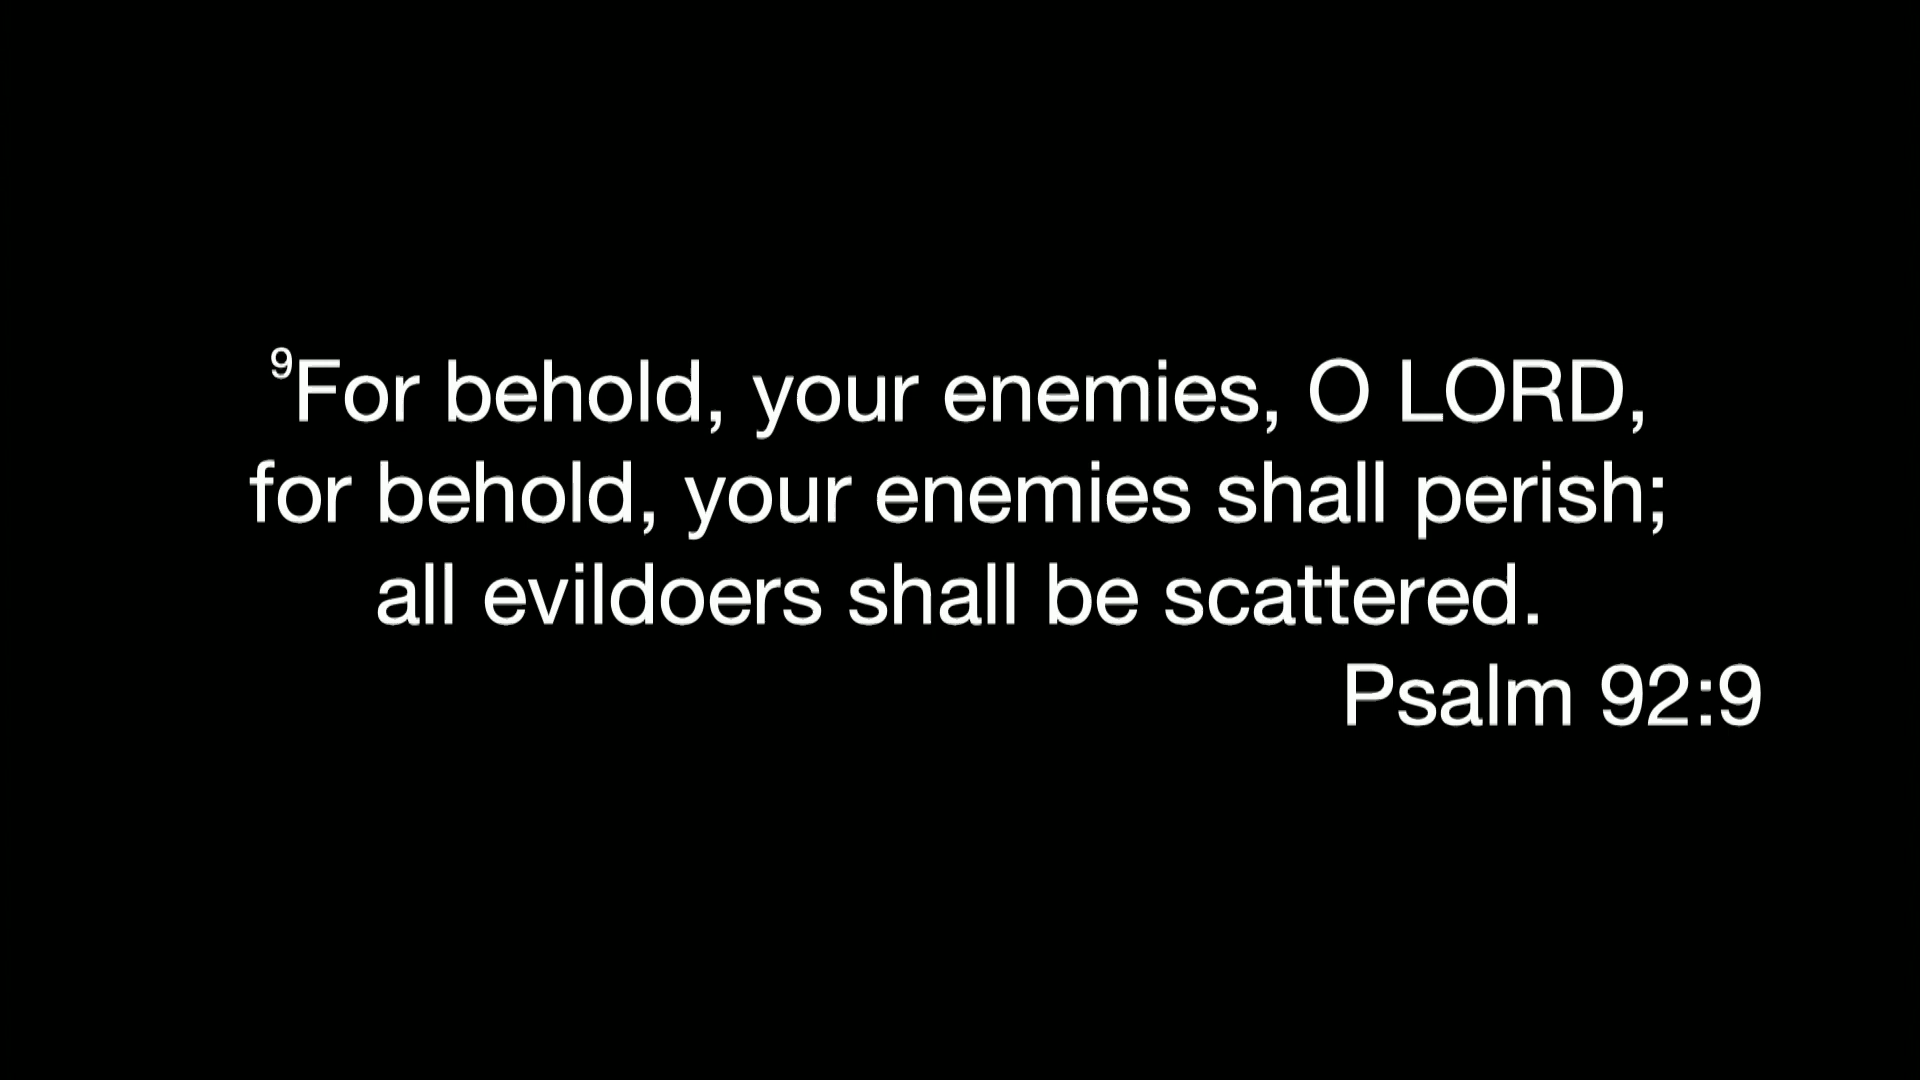 ⁹For behold, your enemies, O LORD,
for behold, your enemies shall perish;
all evildoers shall be scattered.
Psalm 92:9